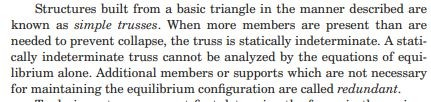 Structures built from a basic triangle in the manner described are
known as simple trusses. When more members are present than are
needed to prevent collapse, the truss is statically indeterminate. A stati-
cally indeterminate truss cannot be analyzed by the equations of equi-
librium alone. Additional members or supports which are not necessary
for maintaining the equilibrium configuration are called redundant.